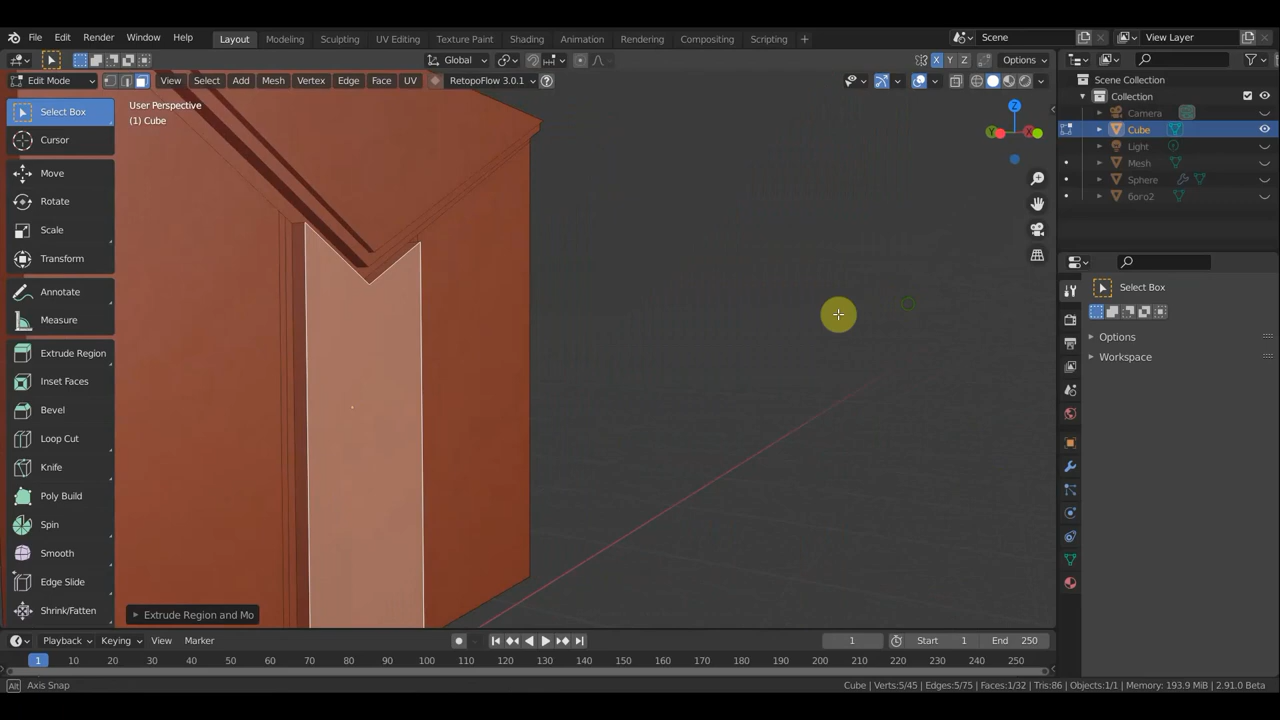 File Edit Render Window Help Layout Modeling Sculpting UV Editing Texture Paint Shading Animation Rendering Compositing Scripting + Scene View Layer
Global X Y Z Options
Edit Mode View Select Add Mesh Vertex Edge Face UV RetopoFlow 3.0.1 Scene Collection
Select Box User Perspective Collection
(1) Cube Camera
Cursor Z Y X Cube
Light
Move Mesh
Rotate Sphere
6oro2
Scale
Transform
Annotate Select Box
Measure
Options
Extrude Region Workspace
Inset Faces
Bevel
Loop Cut
Knife
Poly Build
Spin
Smooth
Edge Slide
Shrink/Fatten Extrude Region and Mo
Playback Keying View Marker 1 Start 1 End 250
1 10 20 30 40 50 60 70 80 90 100 110 120 130 140 150 160 170 180 190 200 210 220 230 240 250
Alt Axis Snap Cube | Verts:5/45 | Edges:5/75 | Faces:1/32 | Tris:86 | Objects:1/1 | Memory: 193.9 MiB | 2.91.0 Beta